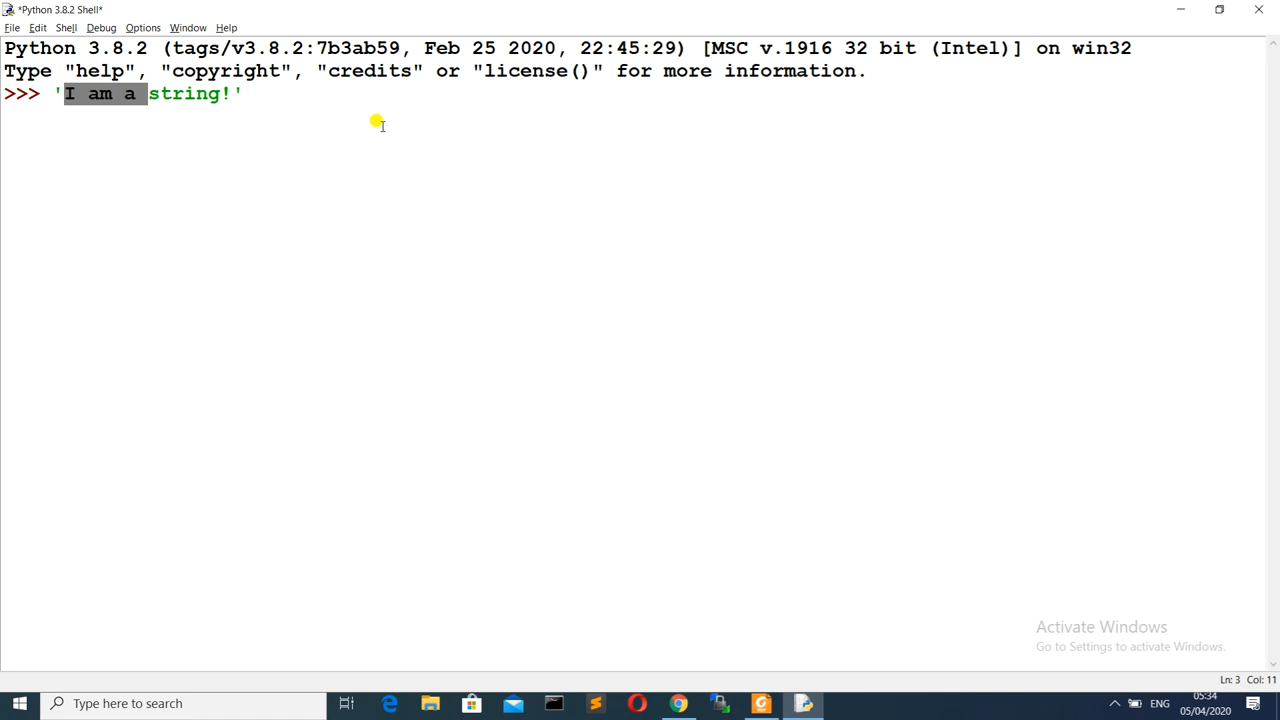 *Python 3.8.2 Shell*
File Edit Shell Debug Options Window Help
Python 3.8.2 (tags/v3.8.2:7b3ab59, Feb 25 2020, 22:45:29) [MSC v.1916 32 bit (Intel)] on win32
Type "help", "copyright", "credits" or "license()" for more information.
>>> 'I am a string!'
Activate Windows
Go to Settings to activate Windows.
Ln: 3 Col: 11
Type here to search
ENG
05:34
05/04/2020